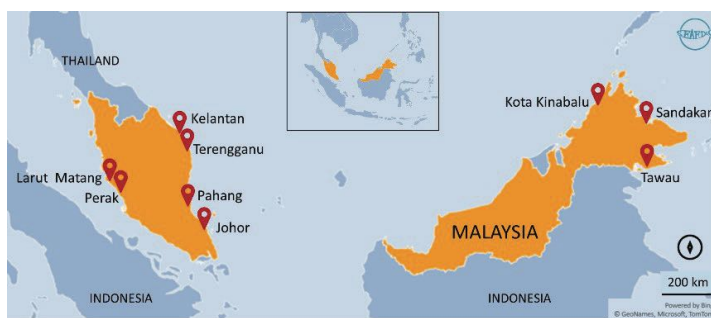 THAILAND
Kelantan
Terengganu
Larut Matang
Perak
Pahang
Johor
INDONESIA
Kota Kinabalu
Sandakan
Tawau
MALAYSIA
INDONESIA
200 km
Powered by Bin
© GeoNames, Microsoft, TomTom